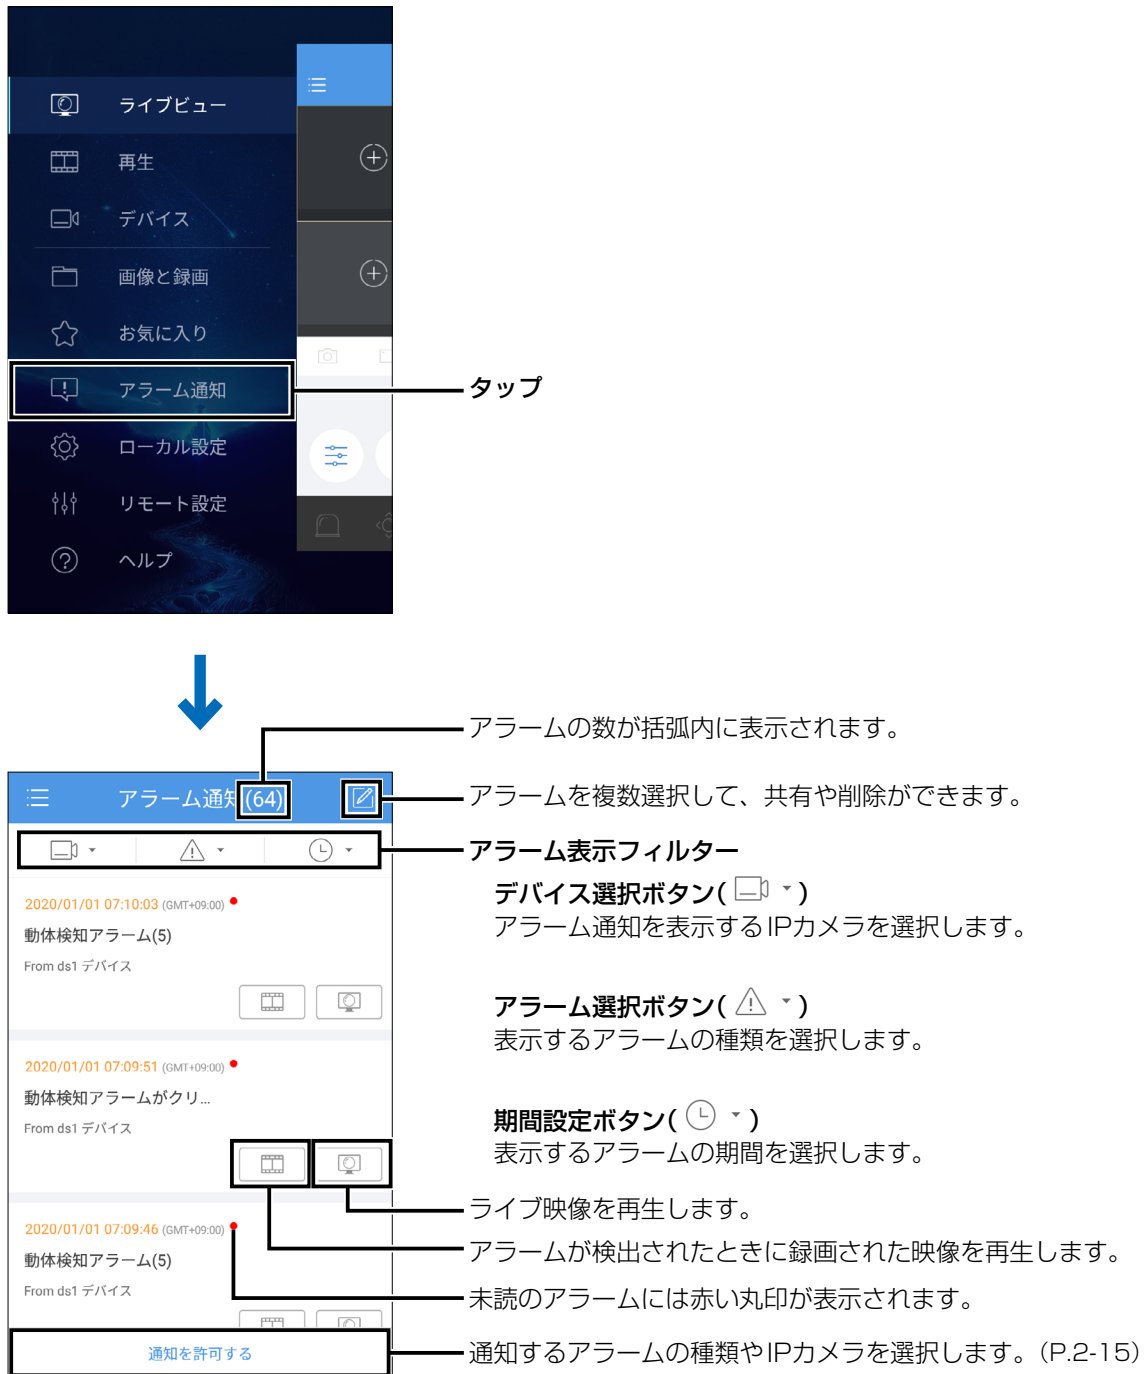 ライブビュー
再生
デバイス
画像と録画
お気に入り
アラーム通知
タップ
ローカル設定
リモート設定
ヘルプ
アラームの数が括弧内に表示されます。
アラーム通知(64)
アラームを複数選択して、共有や削除ができます。
アラーム表示フィルター
デバイス選択ボタン( )
アラーム通知を表示するIPカメラを選択します。
アラーム選択ボタン( )
表示するアラームの種類を選択します。
期間設定ボタン( )
表示するアラームの期間を選択します。
2020/01/01 07:10:03 (GMT+09:00)
動体検知アラーム(5)
From ds1 デバイス
2020/01/01 07:09:51 (GMT+09:00)
動体検知アラームがクリ...
From ds1 デバイス
ライブ映像を再生します。
2020/01/01 07:09:46 (GMT+09:00)
動体検知アラーム(5)
From ds1 デバイス
アラームが検出されたときに録画された映像を再生します。
未読のアラームには赤い丸印が表示されます。
通知を許可する
通知するアラームの種類やIPカメラを選択します。(P.2-15)